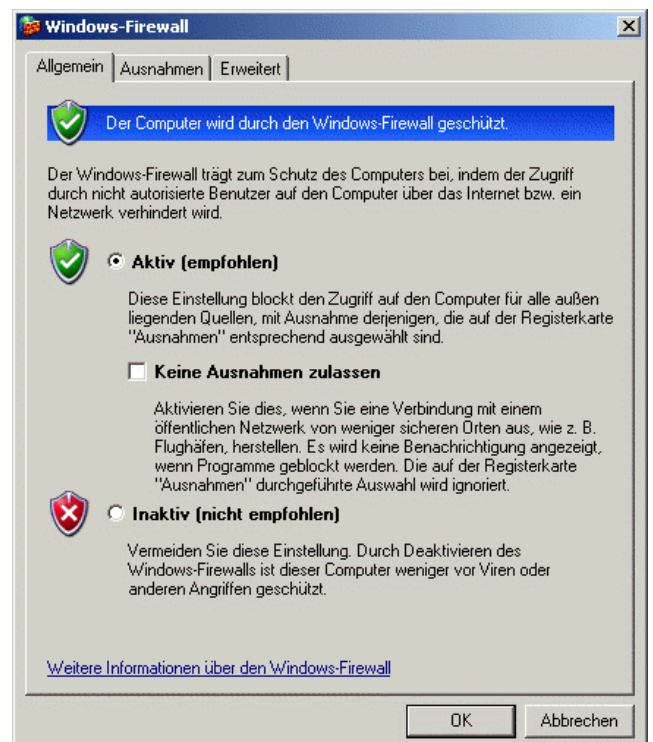 Windows-Firewall
Allgemein Ausnahmen Erweitert
Der Computer wird durch den Windows-Firewall geschützt.
Der Windows-Firewall trägt zum Schutz des Computers bei, indem der Zugriff
durch nicht autorisierte Benutzer auf den Computer über das Internet bzw. ein
Netzwerk verhindert wird.
Aktiv (empfohlen)
Diese Einstellung blockt den Zugriff auf den Computer für alle außen
liegenden Quellen, mit Ausnahme derjenigen, die auf der Registerkarte
"Ausnahmen" entsprechend ausgewählt sind.
Keine Ausnahmen zulassen
Aktivieren Sie dies, wenn Sie eine Verbindung mit einem
öffentlichen Netzwerk von weniger sicheren Orten aus, wie z. B.
Flughäfen, herstellen. Es wird keine Benachrichtigung angezeigt,
wenn Programme geblockt werden. Die auf der Registerkarte
"Ausnahmen" durchgeführte Auswahl wird ignoriert.
Inaktiv (nicht empfohlen)
Vermeiden Sie diese Einstellung. Durch Deaktivieren des
Windows-Firewalls ist dieser Computer weniger vor Viren oder
anderen Angriffen geschützt.
Weitere Informationen über den Windows-Firewall
OK Abbrechen